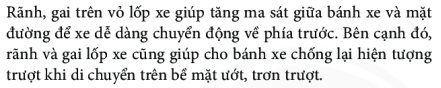 Rãnh, gai trên vỏ lốp xe giúp tăng ma sát giữa bánh xe và mặt
đường để xe dễ dàng chuyển động về phía trước. Bên cạnh đó,
rãnh và gai lốp xe cũng giúp cho bánh xe chống lại hiện tượng
trượt khi di chuyển trên bề mặt ướt, trơn trượt.